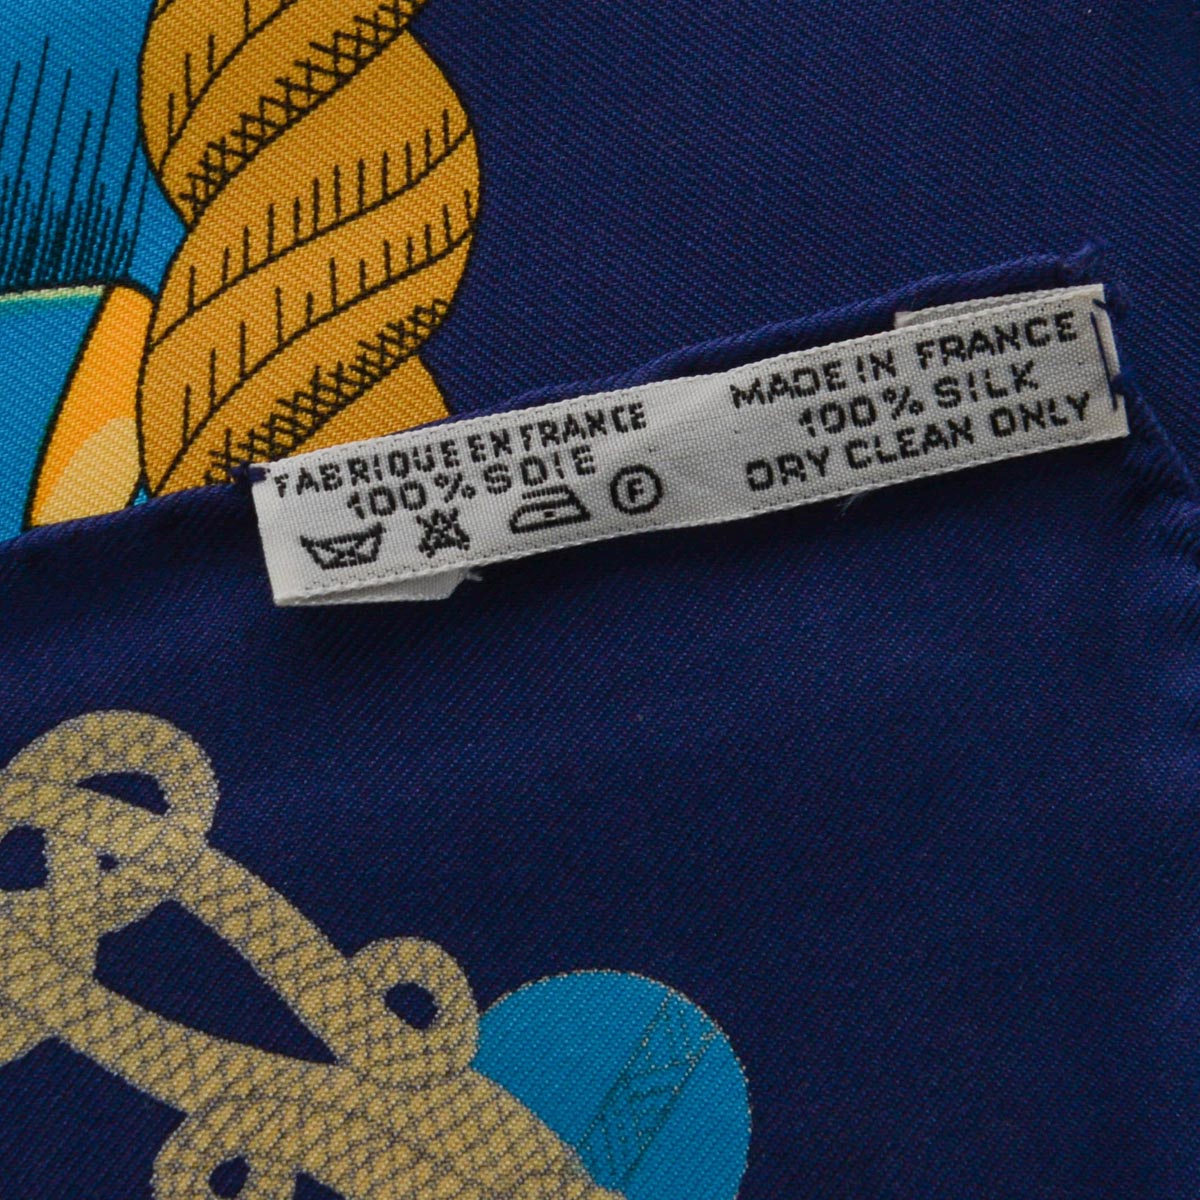 FABRIQUE EN FRANCE
100% SOIE
F
MADE IN FRANCE
100% SILK
DRY CLEAN ONLY